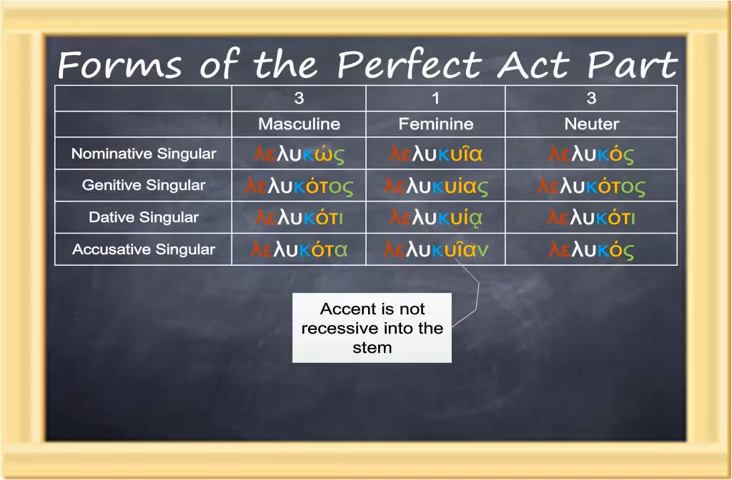 Forms of the Perfect Act Part
3 1 3
Masculine Feminine Neuter
Nominative Singular λελυκώς λελυκυῖα λελυκός
Genitive Singular λελυκότος λελυκυίας λελυκότος
Dative Singular λελυκότι λελυκυίᾳ λελυκότι
Accusative Singular λελυκότα λελυκυῖαν λελυκός
Accent is not
recessive into the
stem